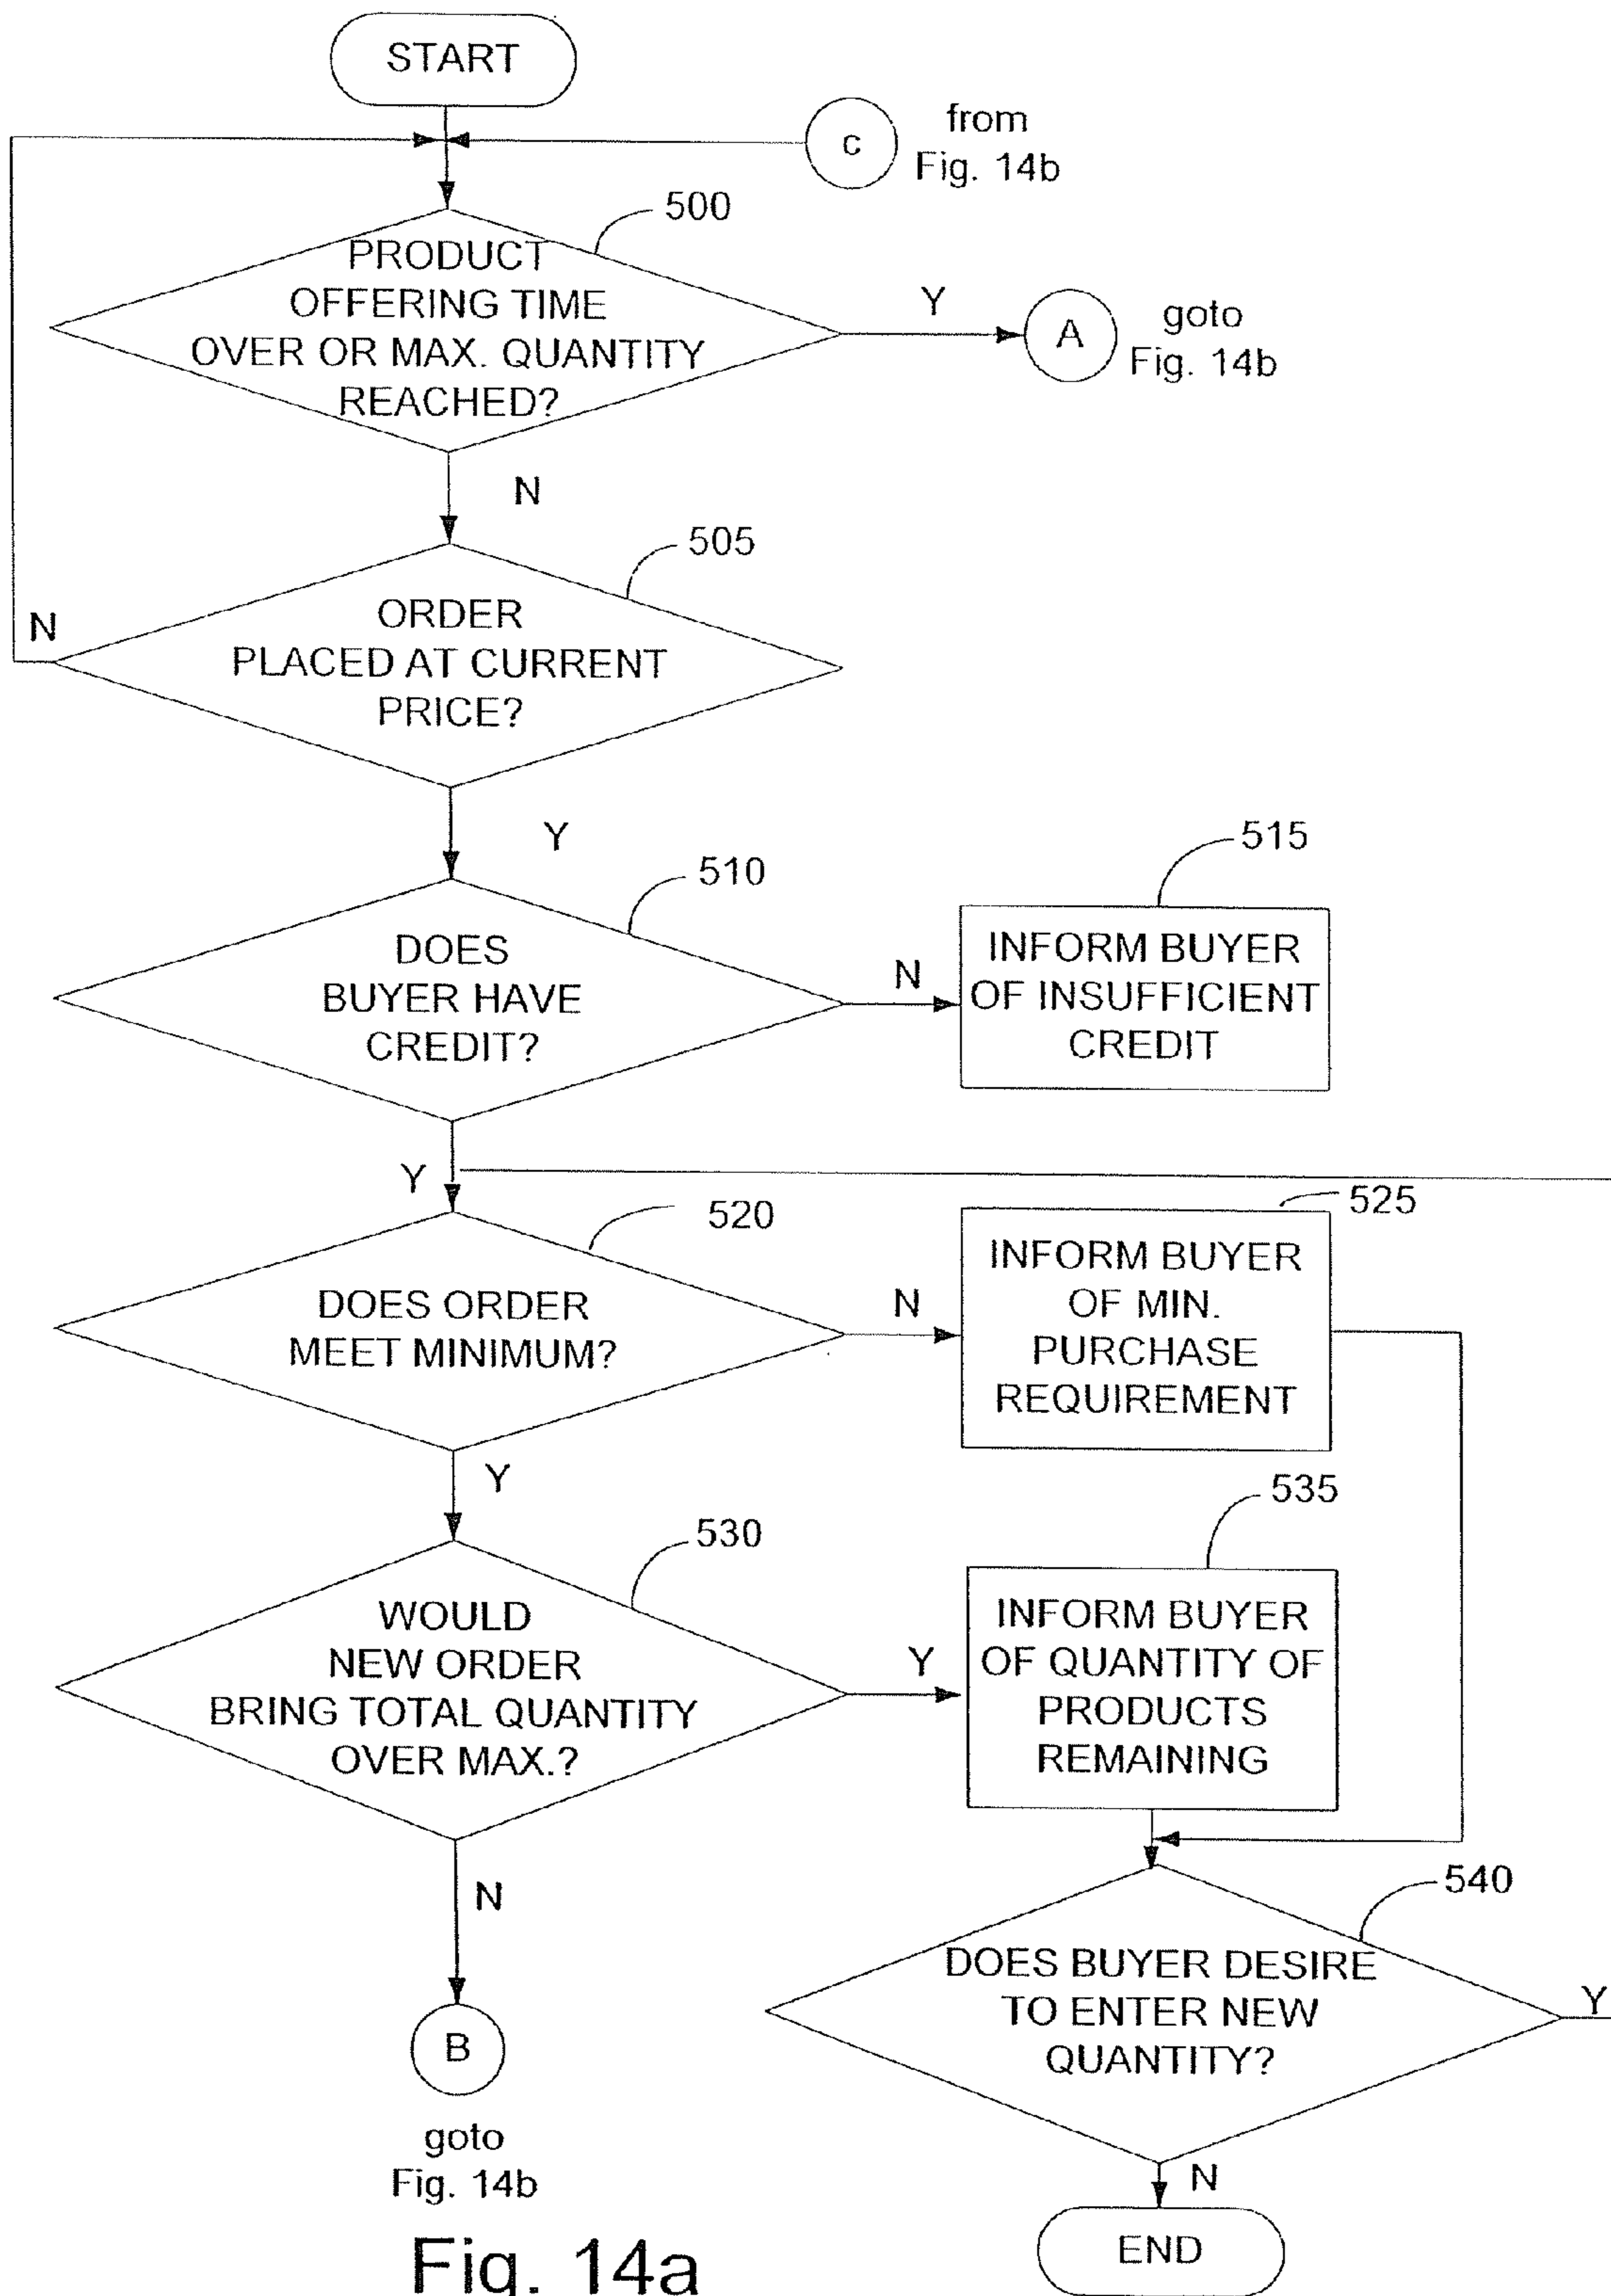 START
c
from
Fig. 14b
500
PRODUCT
OFFERING TIME
OVER OR MAX. QUANTITY
REACHED?
Y
A
goto
Fig. 14b
N
505
ORDER
PLACED AT CURRENT
PRICE?
N
Y
510
DOES
BUYER HAVE
CREDIT?
N
515
INFORM BUYER
OF INSUFFICIENT
CREDIT
Y
520
DOES ORDER
MEET MINIMUM?
N
525
INFORM BUYER
OF MIN.
PURCHASE
REQUIREMENT
Y
530
WOULD
NEW ORDER
BRING TOTAL QUANTITY
OVER MAX.?
Y
535
INFORM BUYER
OF QUANTITY OF
PRODUCTS
REMAINING
N
B
goto
Fig. 14b
540
DOES BUYER DESIRE
TO ENTER NEW
QUANTITY?
Y
N
END
Fig. 14a